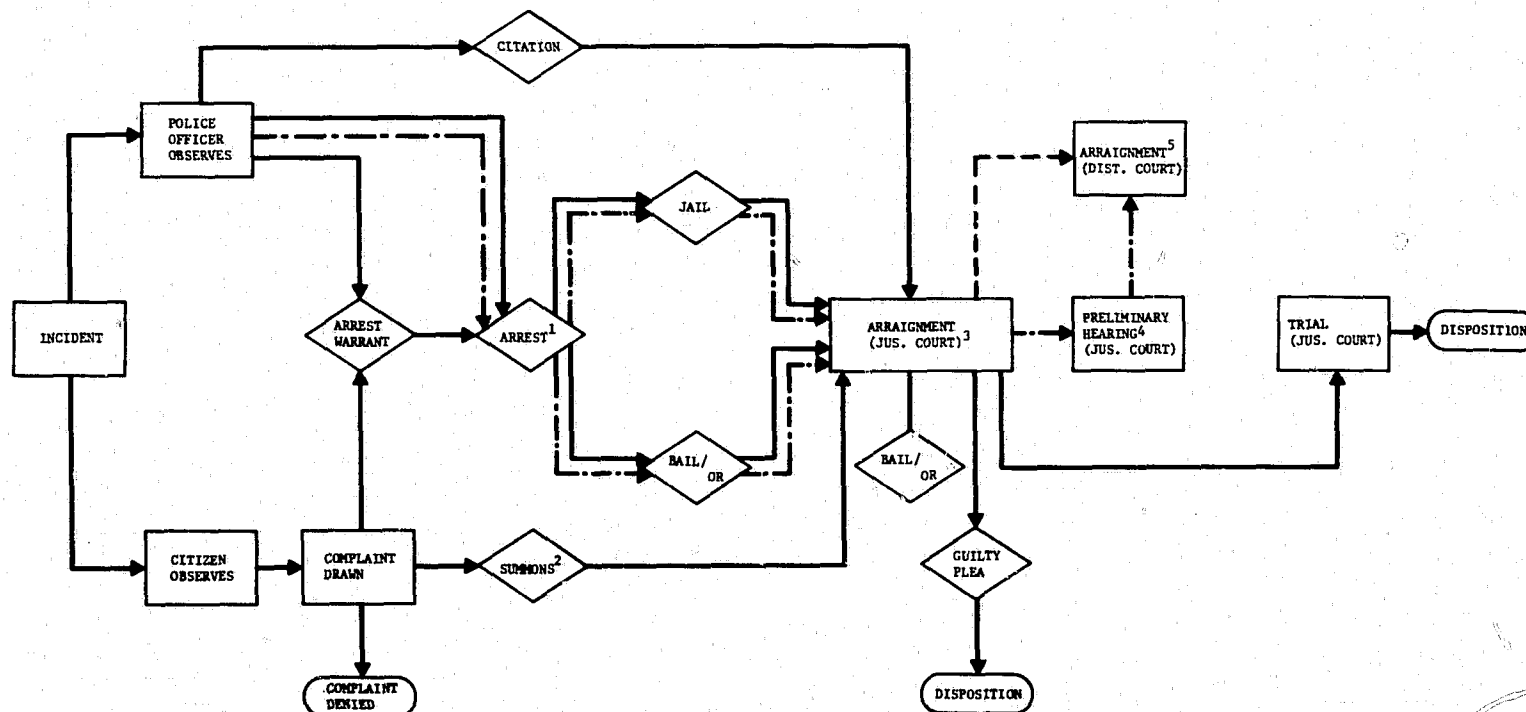 CITATION
POLICE
OFFICER
OBSERVES
ARRAIGNMENT5
(DIST. COURT)
JAIL
INCIDENT
ARREST
WARRANT
ARREST1
ARRAIGNMENT
(JUS. COURT)3
PRELIMINARY
HEARING4
(JUS. COURT)
TRIAL
(JUS. COURT)
DISPOSITION
BAIL/
OR
BAIL/
OR
CITIZEN
OBSERVES
COMPLAINT
DRAWN
SUMMONS2
GUILTY
PLEA
COMPLAINT
DENIED
DISPOSITION